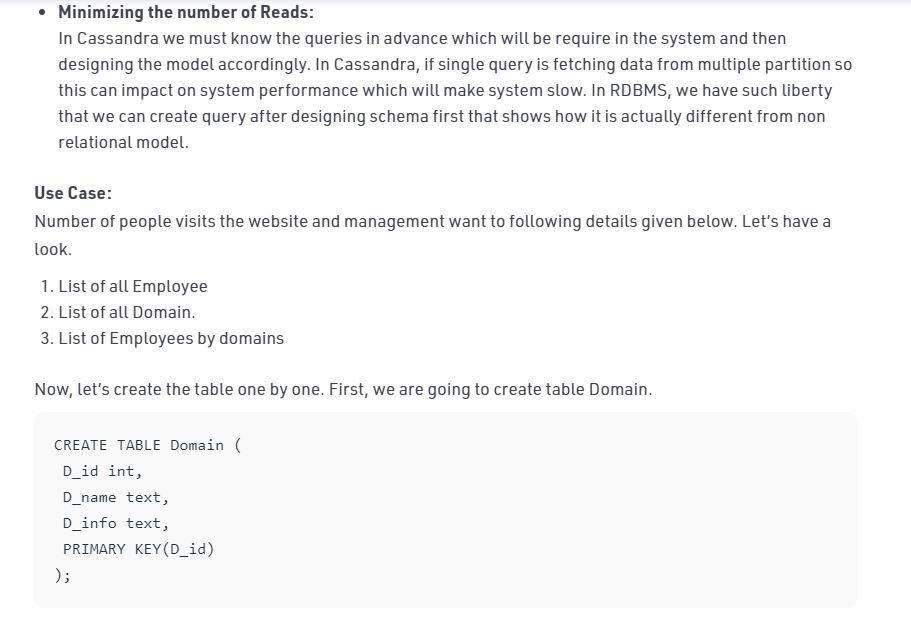 • Minimizing the number of Reads:
In Cassandra we must know the queries in advance which will be require in the system and then
designing the model accordingly. In Cassandra, if single query is fetching data from multiple partition so
this can impact on system performance which will make system slow. In RDBMS, we have such liberty
that we can create query after designing schema first that shows how it is actually different from non
relational model.
Use Case:
Number of people visits the website and management want to following details given below. Let's have a
look.
1. List of all Employee
2. List of all Domain.
3. List of Employees by domains
Now, let's create the table one by one. First, we are going to create table Domain.
CREATE TABLE Domain (
D_id int,
D_name text,
D_info text,
PRIMARY KEY(D_id)
);